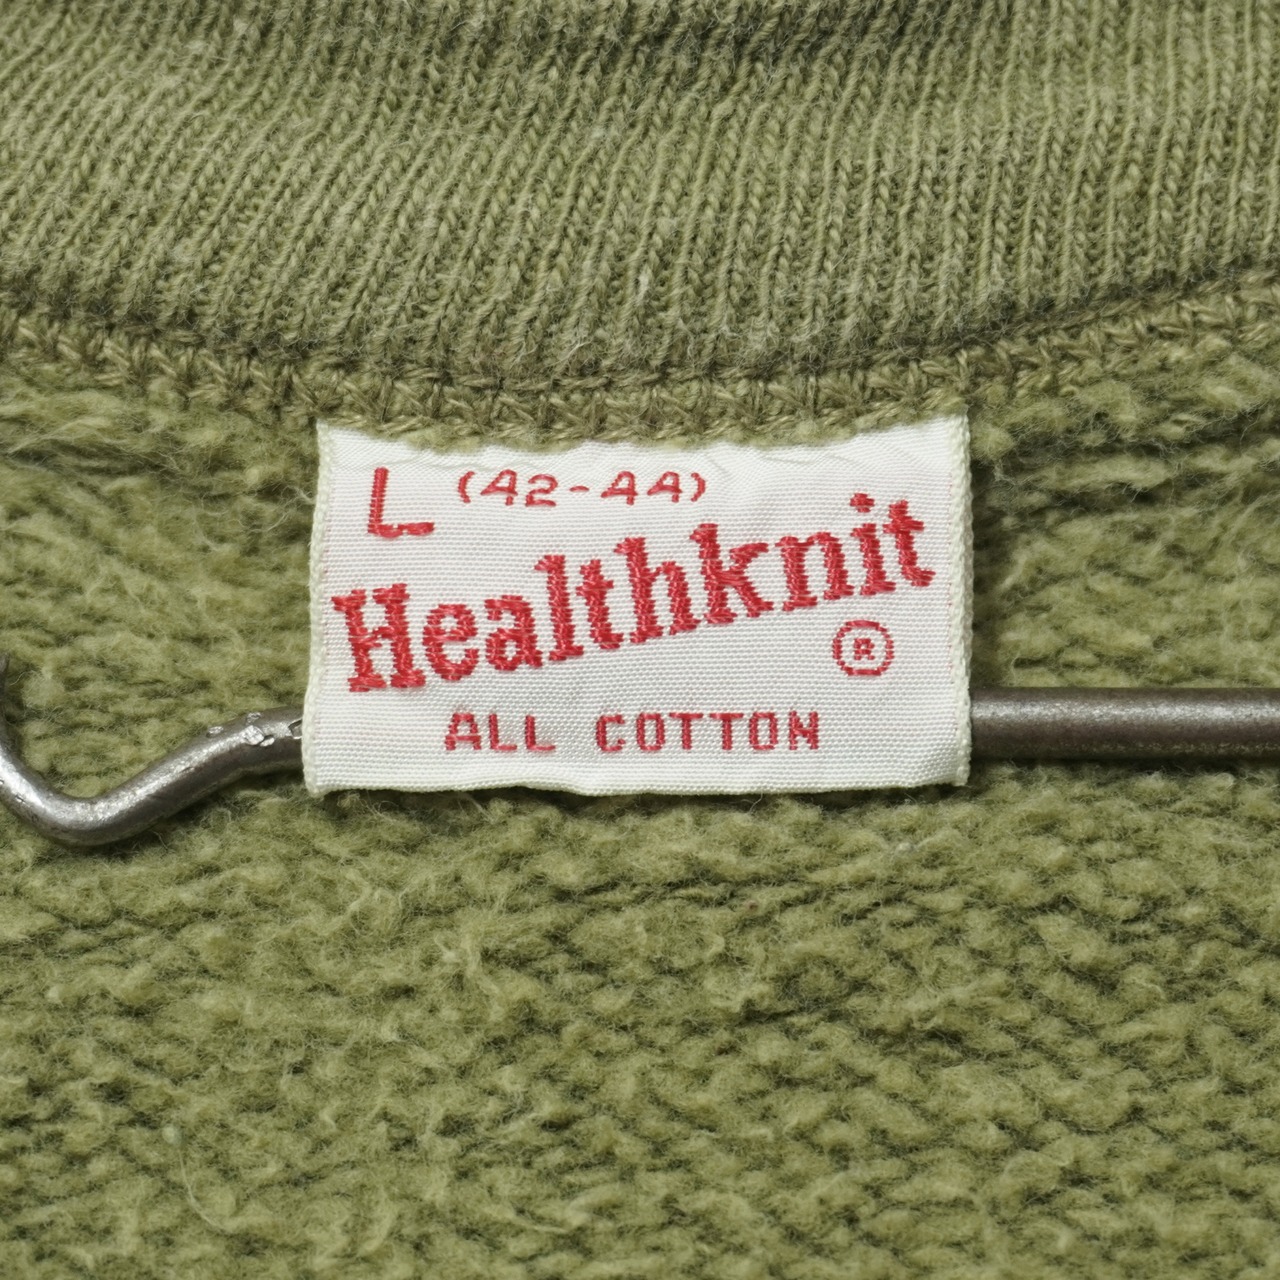 L (42-44)
Healthknit
®
ALL COTTON